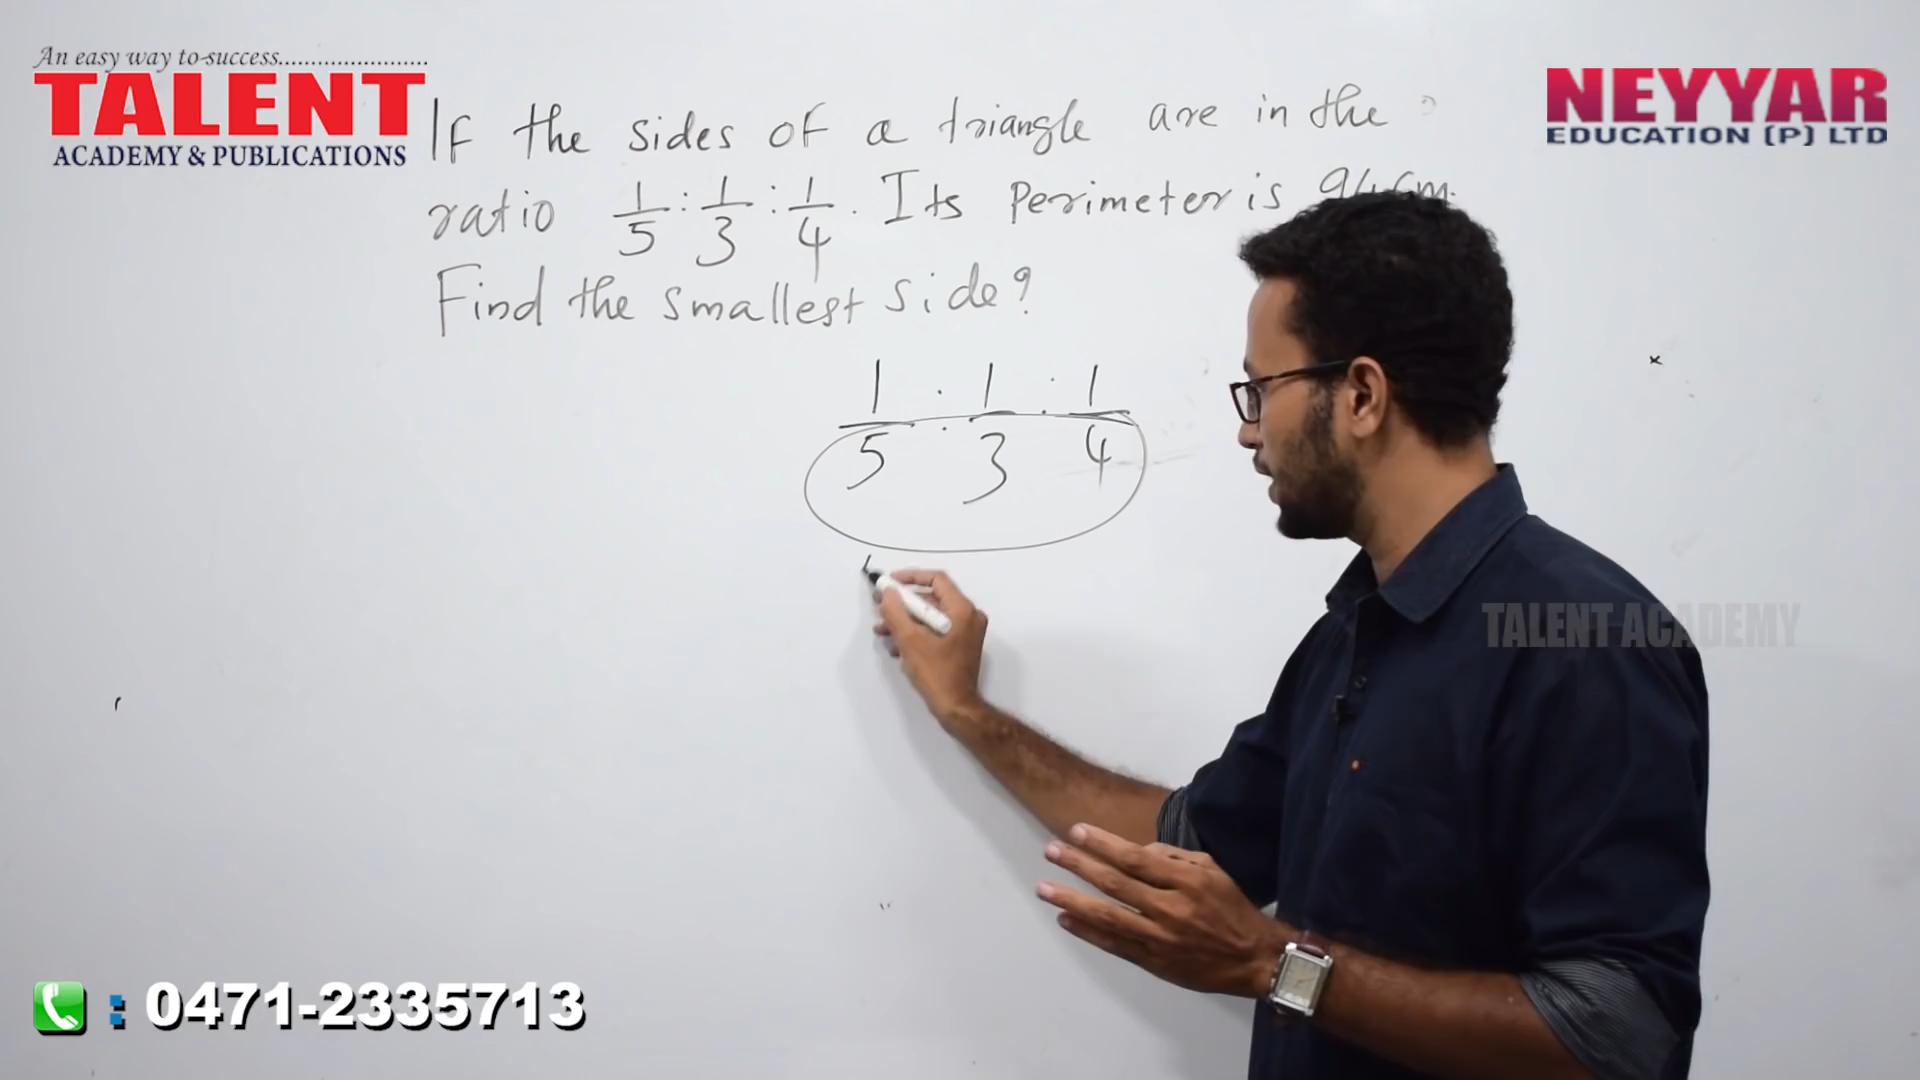 An easy way to success.......................
TALENT
ACADEMY & PUBLICATIONS
NEYYAR
EDUCATION (P) LTD
If the sides of a triangle are in the
ratio 1/5 : 1/3 : 1/4 . Its Perimeter is 94 cm.
Find the smallest side?
1/5 : 1/3 : 1/4
TALENT ACADEMY
: 0471-2335713